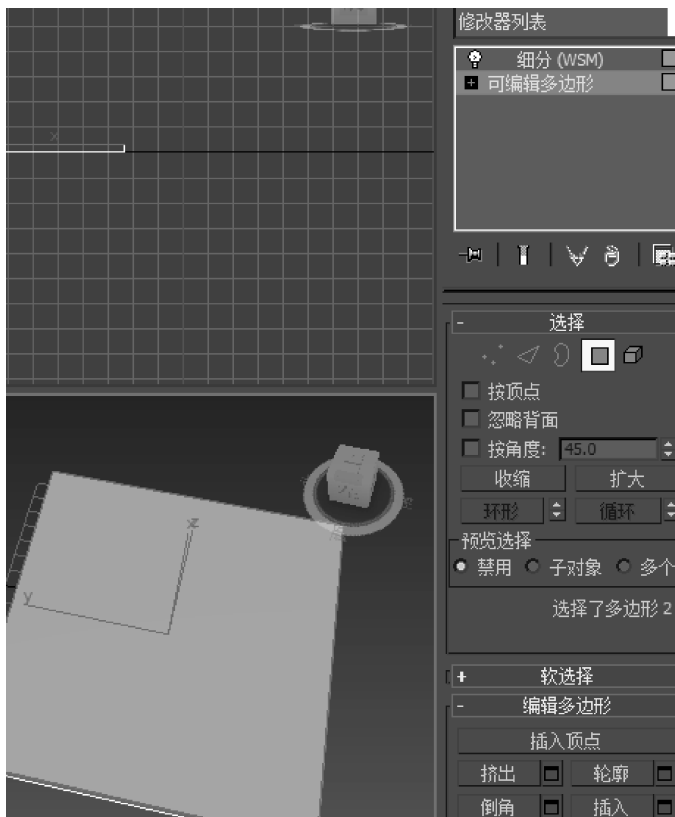 修改器列表
细分 (WSM)
可编辑多边形
x
- 选择
按顶点
忽略背面
按角度: 45.0
收缩 扩大
环形 循环
预览选择
禁用 子对象 多个
选择了多边形 2
z
y
+ 软选择
- 编辑多边形
插入顶点
挤出 轮廓
倒角 插入